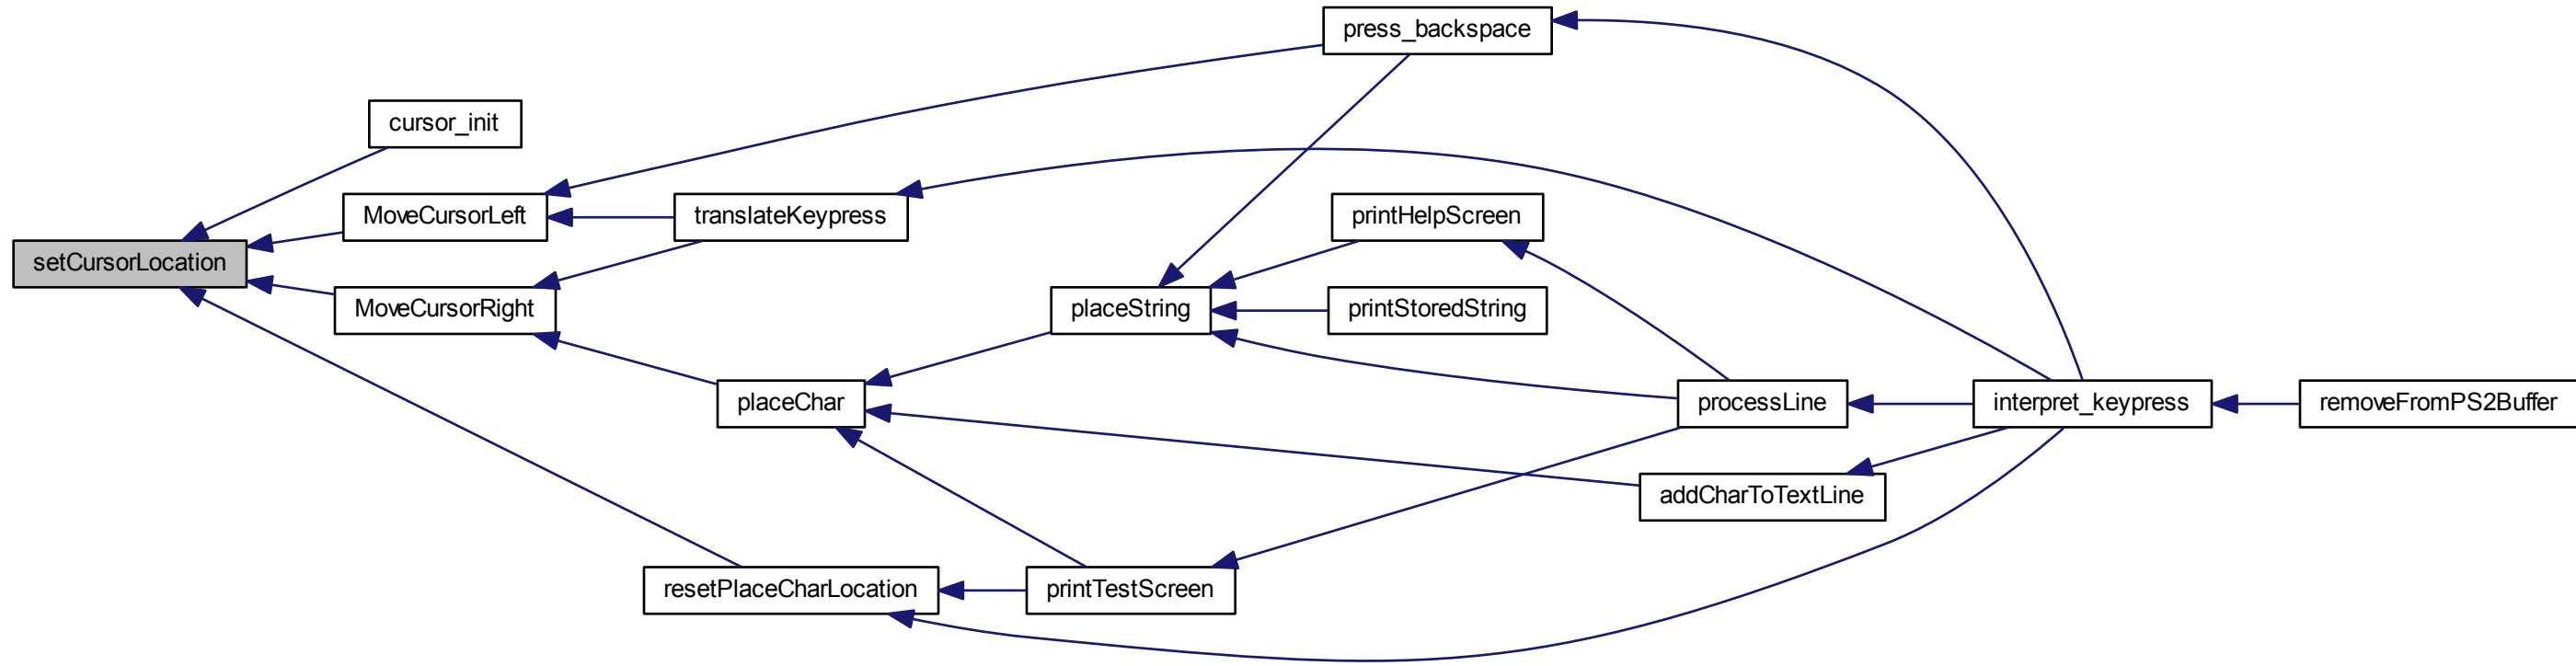 press_backspace
cursor_init
MoveCursorLeft
translateKeypress
printHelpScreen
setCursorLocation
MoveCursorRight
placeString
printStoredString
placeChar
processLine
interpret_keypress
removeFromPS2Buffer
addCharToTextLine
resetPlaceCharLocation
printTestScreen